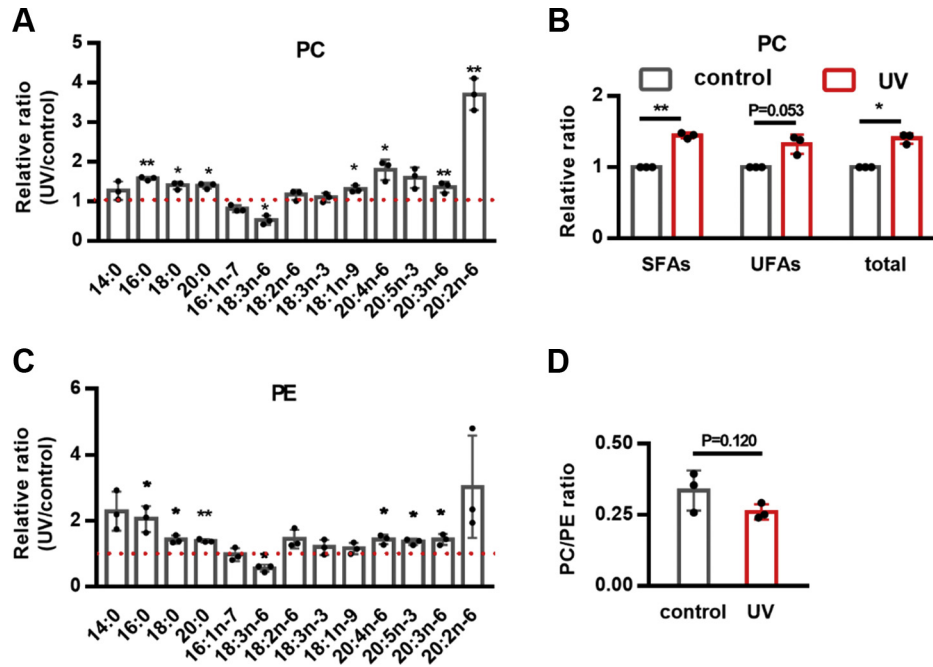 A
PC
Relative ratio
(UV/control)
5
4
3
2
1
0
**
*
*
*
*
*
**
**
14:0
16:0
18:0
20:0
16:1n-7
18:3n-6
18:2n-6
18:3n-3
18:1n-9
20:4n-6
20:5n-3
20:3n-6
20:2n-6
B
PC
control
UV
Relative ratio
2
1
0
**
P=0.053
*
SFAs
UFAs
total
C
PE
Relative ratio
(UV/control)
6
4
2
0
*
*
**
*
*
*
*
14:0
16:0
18:0
20:0
16:1n-7
18:3n-6
18:2n-6
18:3n-3
18:1n-9
20:4n-6
20:5n-3
20:3n-6
20:2n-6
D
PC/PE ratio
0.50
0.25
0.00
P=0.120
control
UV